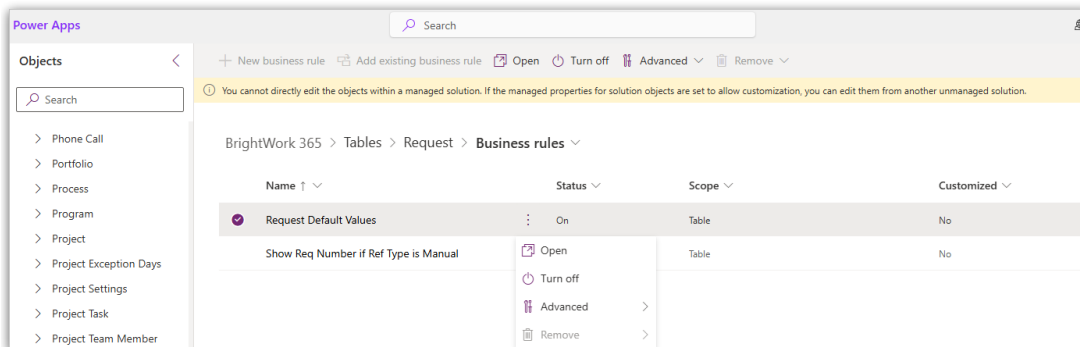 Power Apps
Search
Objects
New business rule Add existing business rule Open Turn off Advanced Remove
You cannot directly edit the objects within a managed solution. If the managed properties for solution objects are set to allow customization, you can edit them from another unmanaged solution.
Search
Phone Call
Portfolio
Process
Program
Project
Project Exception Days
Project Settings
Project Task
Project Team Member
BrightWork 365 > Tables > Request > Business rules
Name ↑ Status Scope Customized
Request Default Values On Table No
Show Req Number if Ref Type is Manual Table No
Open
Turn off
Advanced
Remove